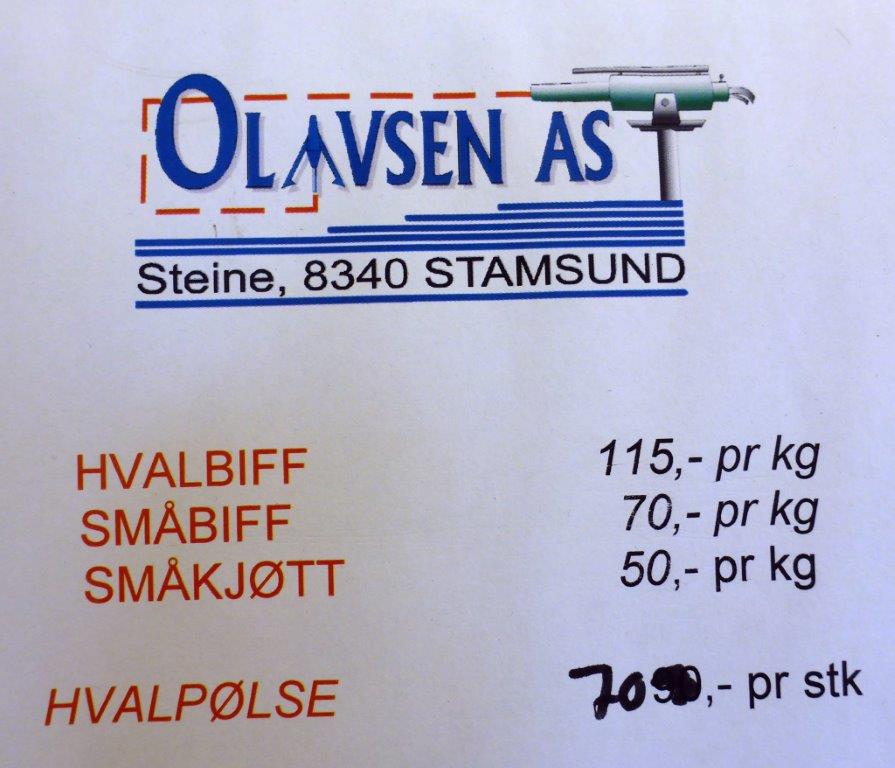 OLAVSEN AS
Steine, 8340 STAMSUND
HVALBIFF 115,- pr kg
SMÅBIFF 70,- pr kg
SMÅKJØTT 50,- pr kg
HVALPØLSE 70,- pr stk